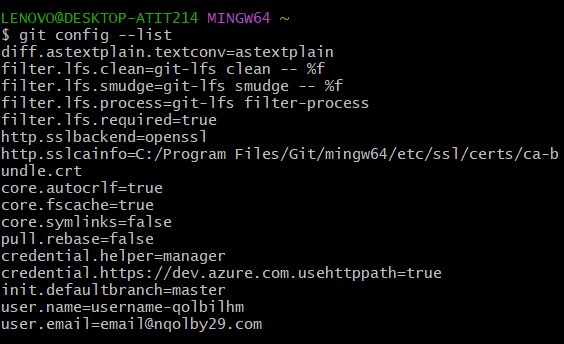 LENOVO@DESKTOP-ATIT214 MINGW64 ~
$ git config --list
diff.astextplain.textconv=astextplain
filter.lfs.clean=git-lfs clean -- %f
filter.lfs.smudge=git-lfs smudge -- %f
filter.lfs.process=git-lfs filter-process
filter.lfs.required=true
http.sslbackend=openssl
http.sslcainfo=C:/Program Files/Git/mingw64/etc/ssl/certs/ca-b
undle.crt
core.autocrlf=true
core.fscache=true
core.symlinks=false
pull.rebase=false
credential.helper=manager
credential.https://dev.azure.com.usehttppath=true
init.defaultbranch=master
user.name=username-qolbilhm
user.email=email@nqolby29.com